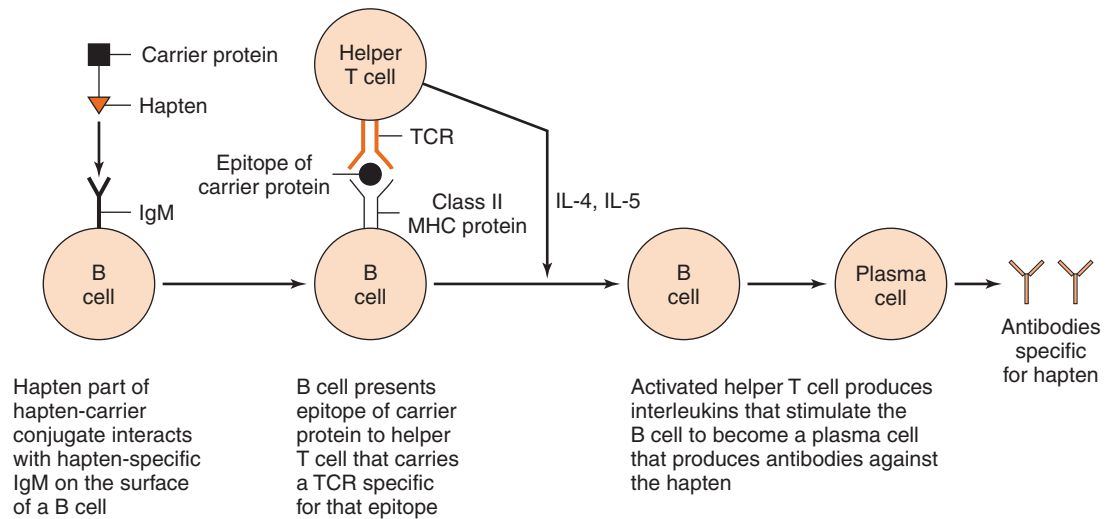 Carrier protein
Hapten
IgM
B
cell
Helper
T cell
TCR
Epitope of
carrier protein
Class II
MHC protein
B
cell
IL-4, IL-5
B
cell
Plasma
cell
Antibodies
specific
for hapten
Hapten part of
hapten-carrier
conjugate interacts
with hapten-specific
IgM on the surface
of a B cell
B cell presents
epitope of carrier
protein to helper
T cell that carries
a TCR specific
for that epitope
Activated helper T cell produces
interleukins that stimulate the
B cell to become a plasma cell
that produces antibodies against
the hapten